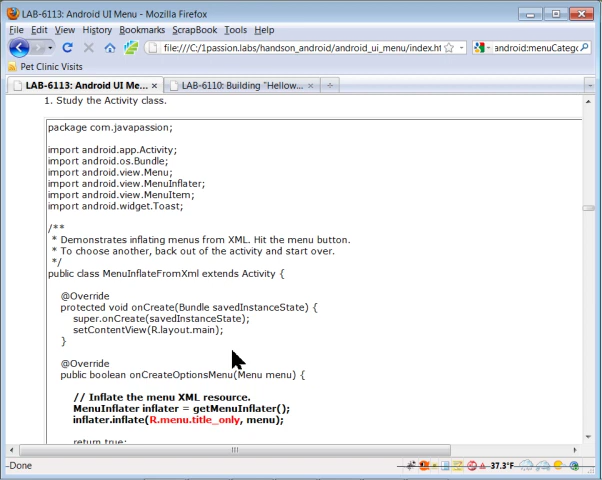 LAB-6113: Android UI Menu - Mozilla Firefox
File Edit View History Bookmarks ScrapBook Tools Help
file:///C:/1passion.labs/handson_android/android_ui_menu/index.ht
android:menuCateg
Pet Clinic Visits
LAB-6113: Android UI Me...
LAB-6110: Building "Hellow...
1. Study the Activity class.
package com.javapassion;
import android.app.Activity;
import android.os.Bundle;
import android.view.Menu;
import android.view.MenuInflater;
import android.view.MenuItem;
import android.widget.Toast;
/**
* Demonstrates inflating menus from XML. Hit the menu button.
* To choose another, back out of the activity and start over.
*/
public class MenuInflateFromXml extends Activity {
@Override
protected void onCreate(Bundle savedInstanceState) {
super.onCreate(savedInstanceState);
setContentView(R.layout.main);
}
@Override
public boolean onCreateOptionsMenu(Menu menu) {
// Inflate the menu XML resource.
MenuInflater inflater = getMenuInflater();
inflater.inflate(R.menu.title_only, menu);
return true;
Done
37.3°F